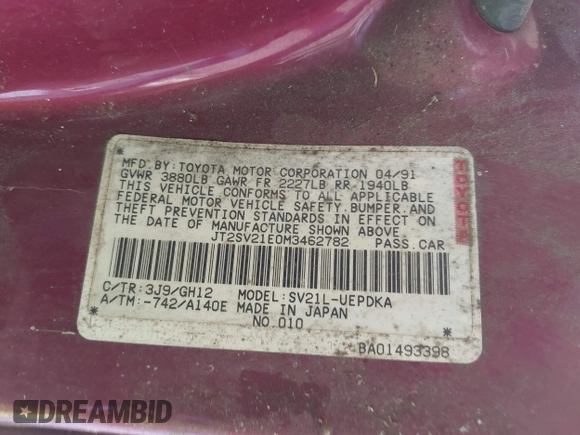 MFD.BY:TOYOTA MOTOR CORPORATION 04/91
GVWR 3880LB GAWR FR 2227LB RR 1940LB
THIS VEHICLE CONFORMS TO ALL APPLICABLE
FEDERAL MOTOR VEHICLE SAFETY,BUMPER,AND
THEFT PREVENTION STANDARDS IN EFFECT ON
THE DATE OF MANUFACTURE SHOWN ABOVE.
JT2SV21E0M3462782 PASS.CAR
C/TR:3J9/GH12 MODEL:SV21L-UEPDKA
A/TM:-742/A140E MADE IN JAPAN
NO.010
BA01493398
TOYOTA
DREAMBID